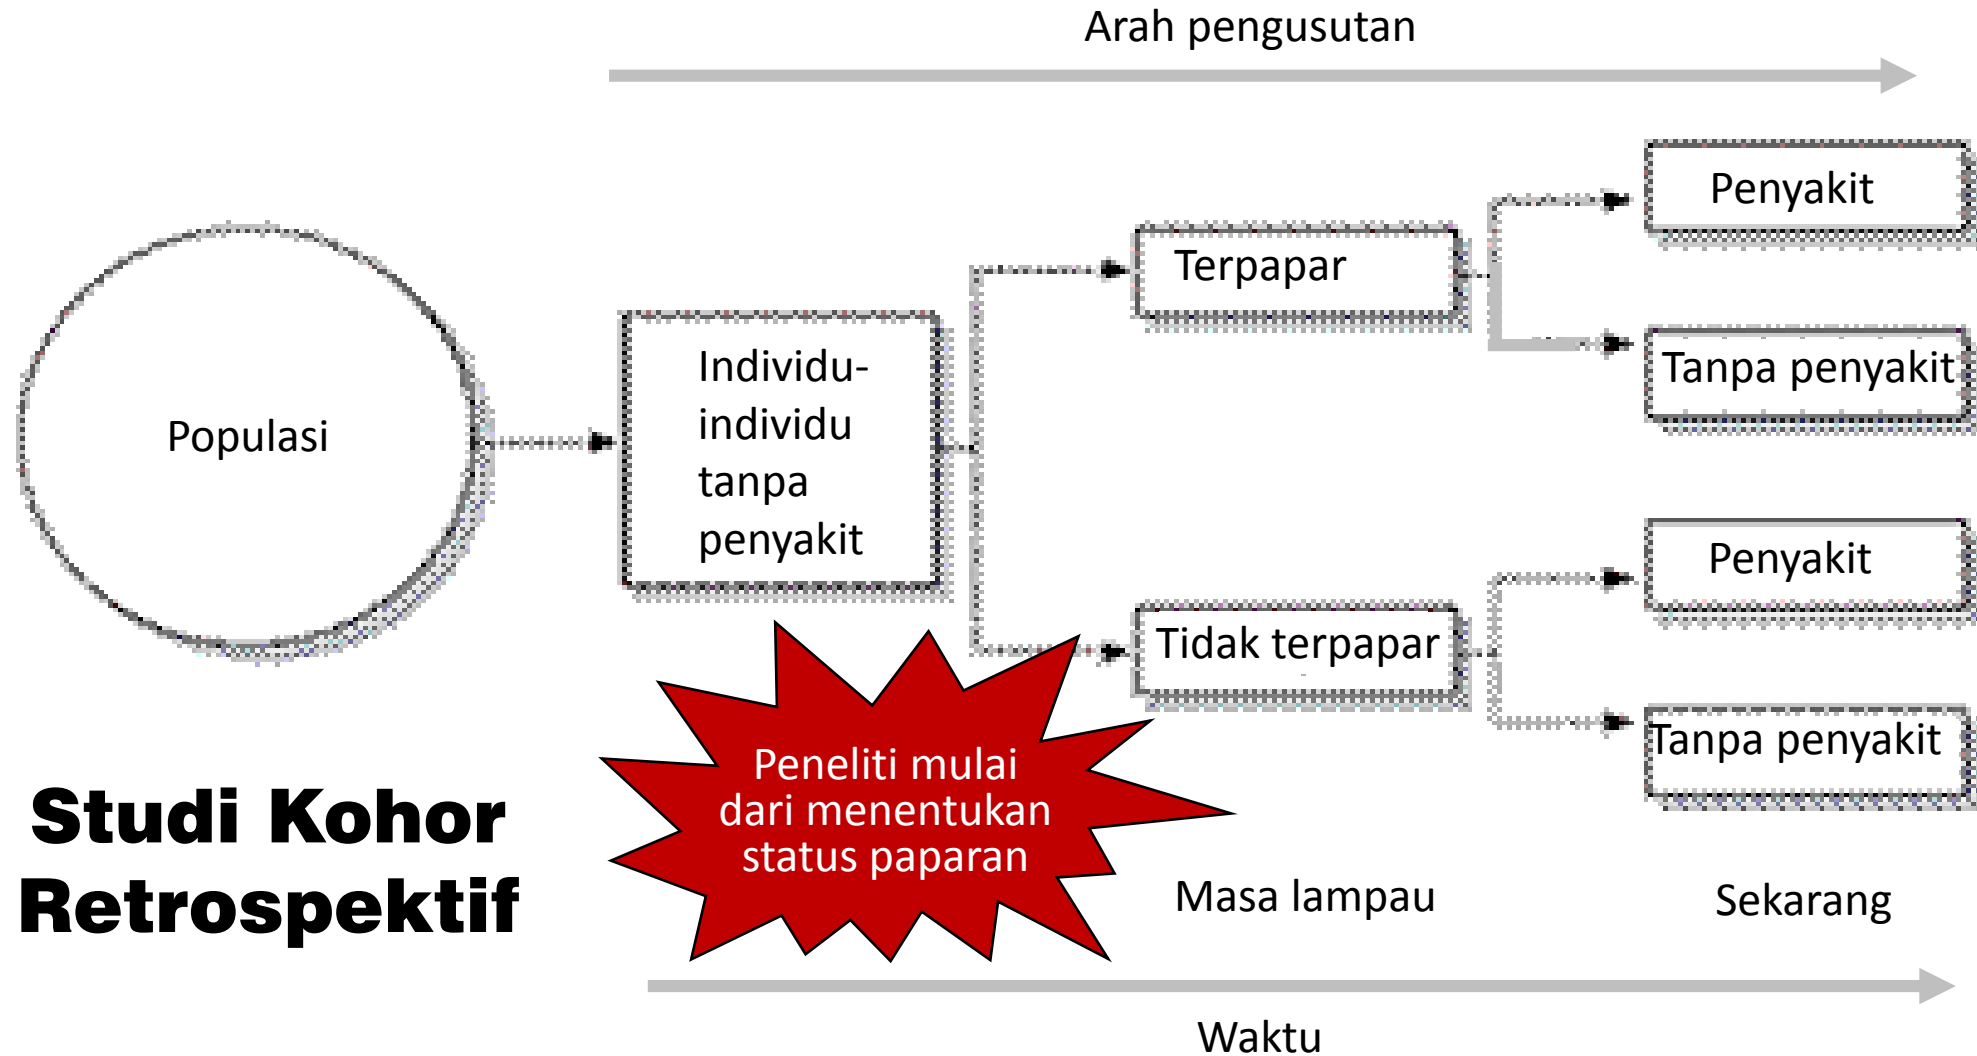 Arah pengusutan
Populasi
Individu-
individu
tanpa
penyakit
Terpapar
Tidak terpapar
Penyakit
Tanpa penyakit
Penyakit
Tanpa penyakit
Peneliti mulai
dari menentukan
status paparan
Studi Kohor
Retrospektif
Masa lampau
Sekarang
Waktu